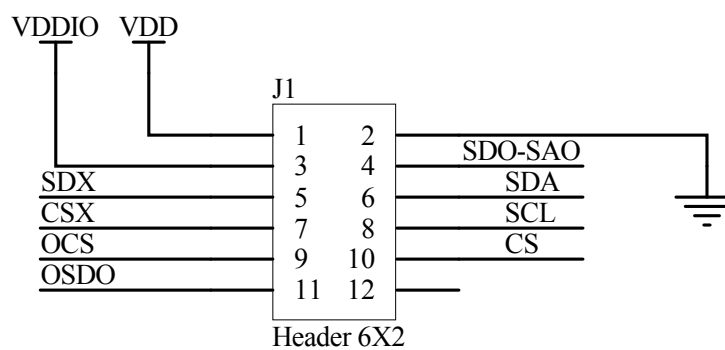 VDDIO VDD
J1
1 2
3 4 SDO-SAO
SDX 5 6 SDA
CSX 7 8 SCL
OCS 9 10 CS
OSDO 11 12
Header 6X2